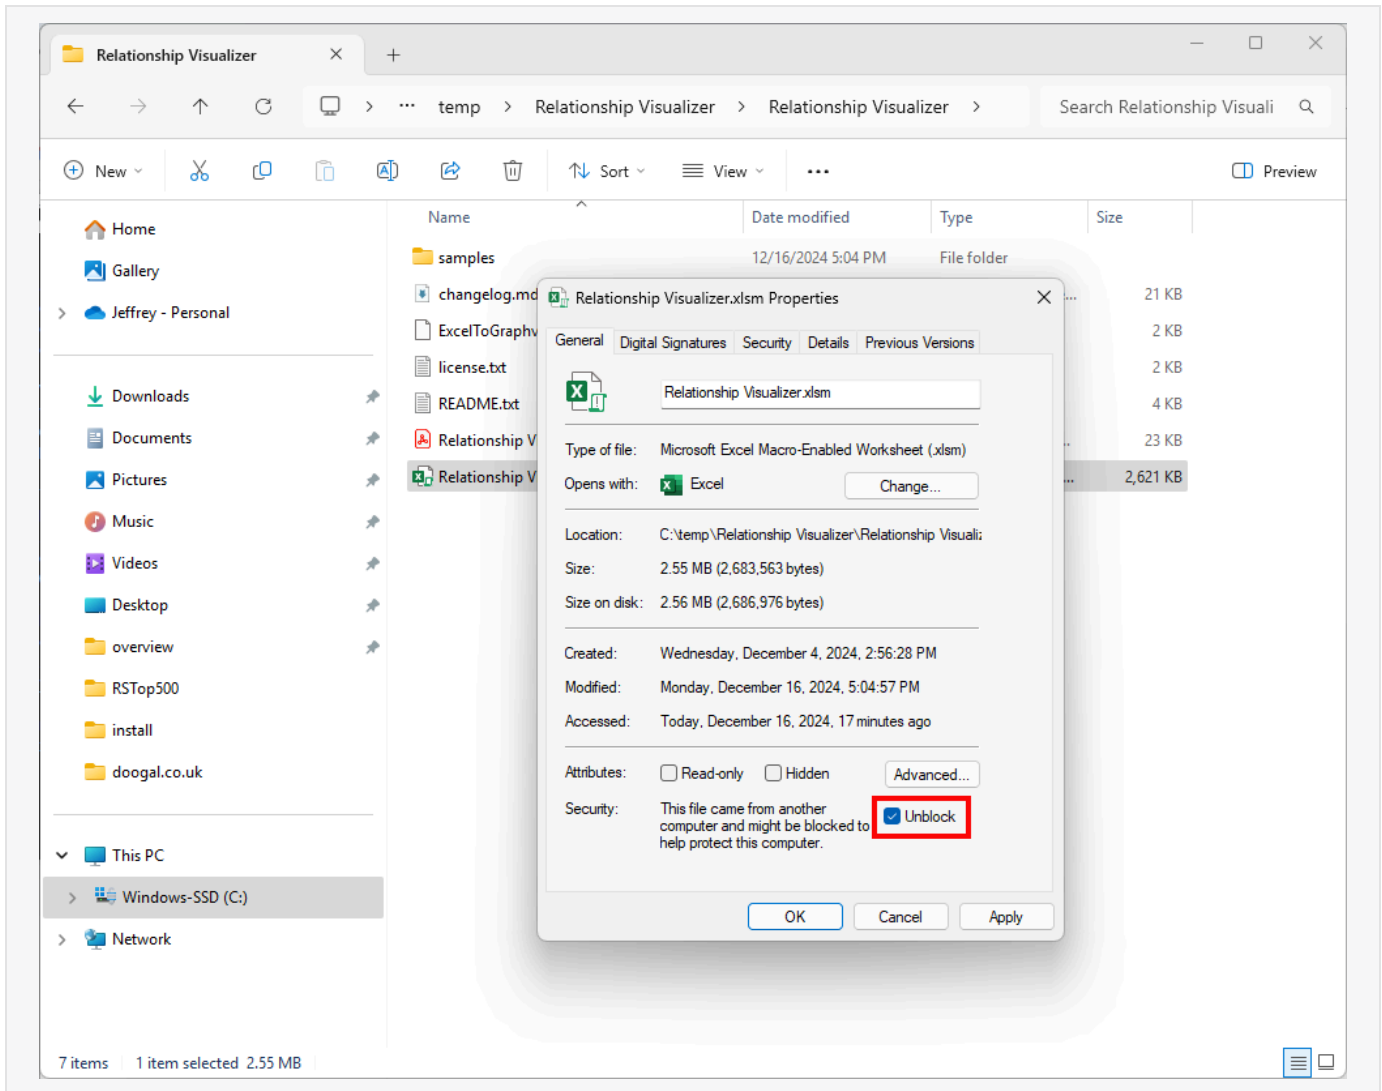 Relationship Visualizer
temp > Relationship Visualizer > Relationship Visualizer >
Search Relationship Visuali
New
Sort
View
Preview
Name
Date modified
Type
Size
Home
Gallery
Jeffrey - Personal
Downloads
Documents
Pictures
Music
Videos
Desktop
overview
RSTop500
install
doogal.co.uk
This PC
Windows-SSD (C:)
Network
samples
12/16/2024 5:04 PM
File folder
changelog.md
21 KB
ExcelToGraphv
2 KB
license.txt
2 KB
README.txt
4 KB
Relationship V
23 KB
Relationship V
2,621 KB
Relationship Visualizer.xlsm Properties
General
Digital Signatures
Security
Details
Previous Versions
Relationship Visualizer.xlsm
Type of file: Microsoft Excel Macro-Enabled Worksheet (.xlsm)
Opens with: Excel
Change...
Location: C:\temp\Relationship Visualizer\Relationship Visualiz
Size: 2.55 MB (2,683,563 bytes)
Size on disk: 2.56 MB (2,686,976 bytes)
Created: Wednesday, December 4, 2024, 2:56:28 PM
Modified: Monday, December 16, 2024, 5:04:57 PM
Accessed: Today, December 16, 2024, 17 minutes ago
Attributes: Read-only Hidden
Advanced...
Security: This file came from another
computer and might be blocked to
help protect this computer.
Unblock
OK
Cancel
Apply
7 items
1 item selected 2.55 MB